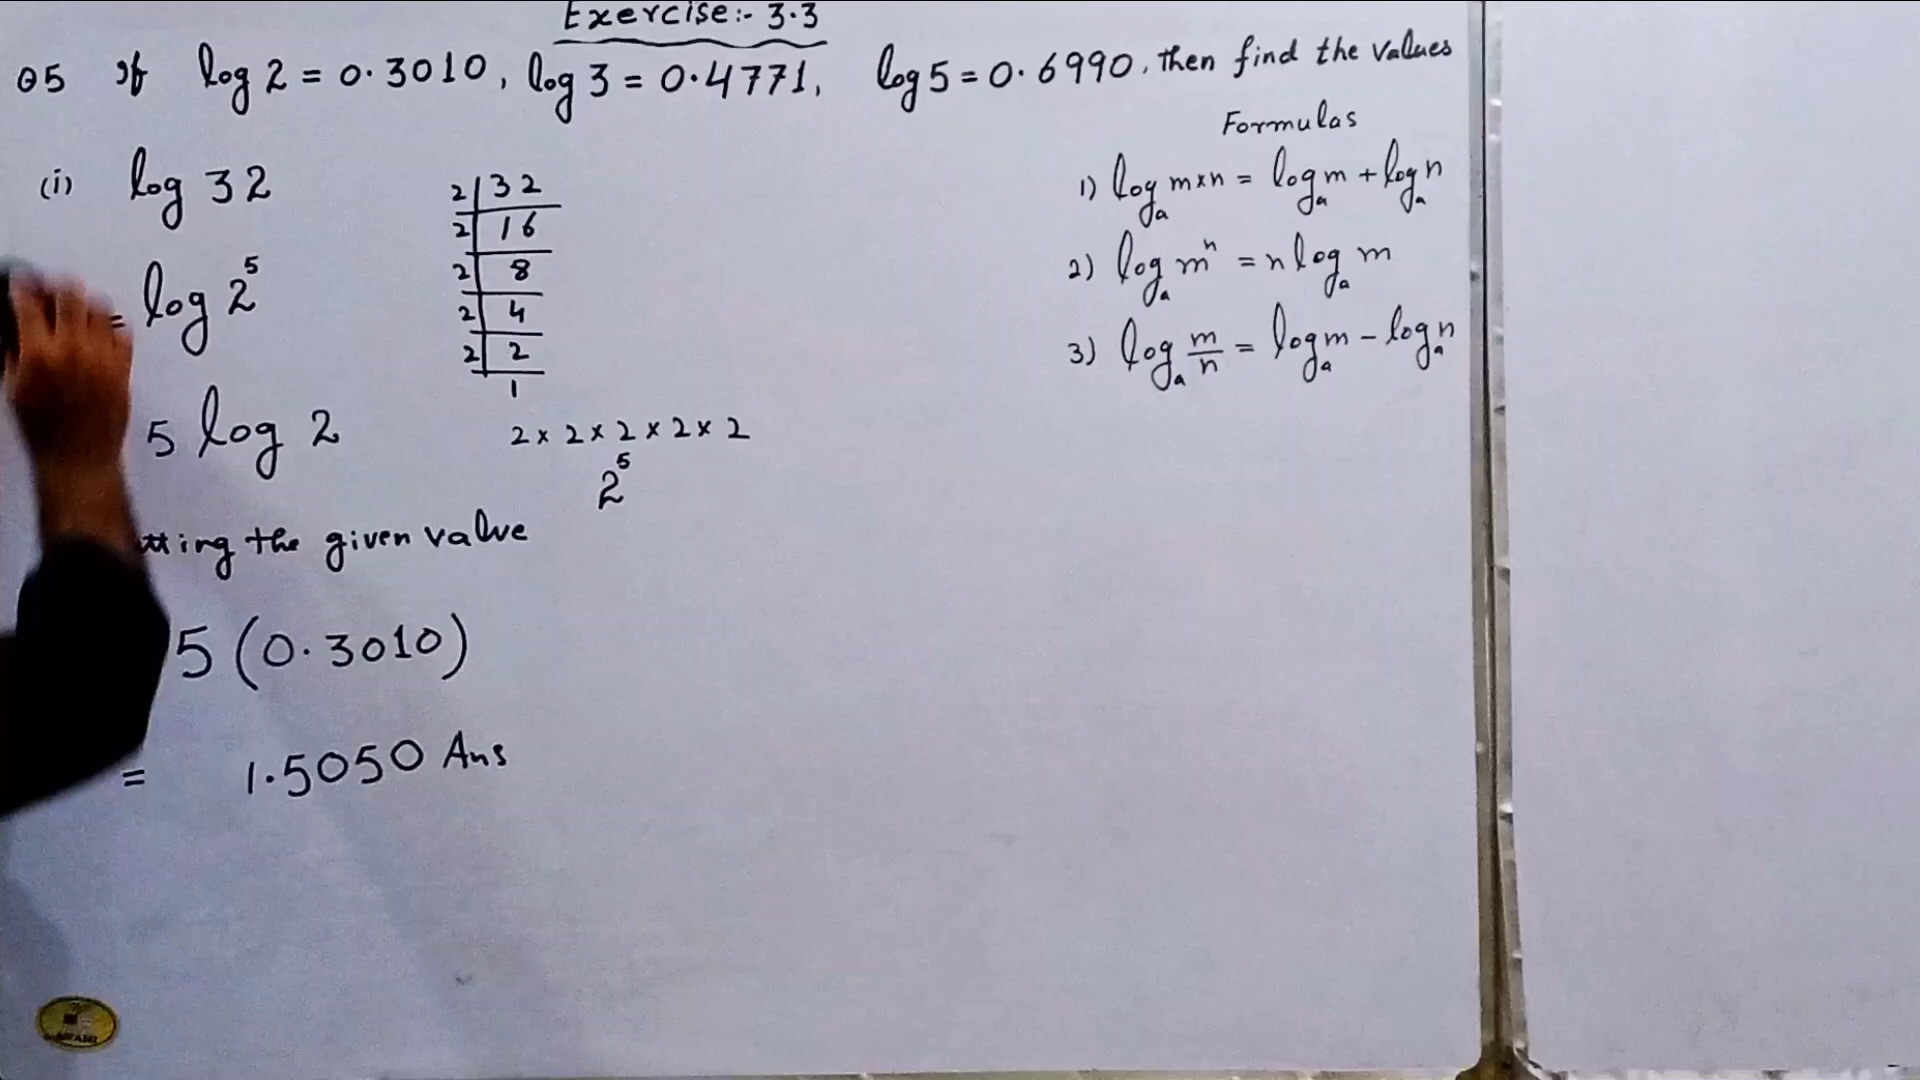 Exercise:- 3.3
Q5 If log 2 = 0.3010, log 3 = 0.4771, log 5 = 0.6990, then find the values
Formulas
(i) log 32
= log 2⁵
5 log 2
the given value
5 (0.3010)
= 1.5050 Ans
2 | 32
2 | 16
2 | 8
2 | 4
2 | 2
1
2 × 2 × 2 × 2 × 2
2⁵
1) logₐ m×n = logₐ m + logₐ n
2) logₐ mⁿ = n logₐ m
3) logₐ m/n = logₐ m - logₐ n